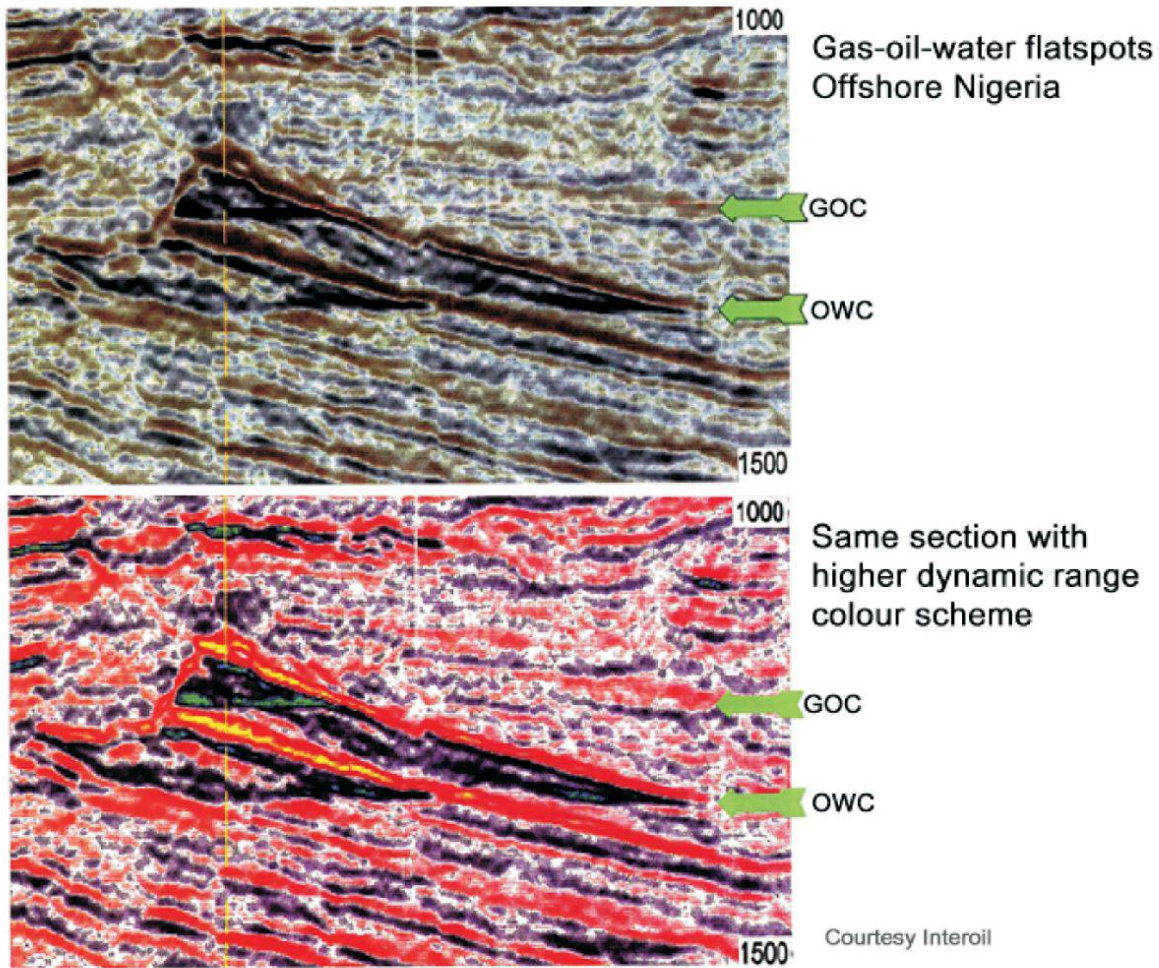 1000
Gas-oil-water flatspots
Offshore Nigeria
GOC
OWC
1500
1000
Same section with
higher dynamic range
colour scheme
GOC
OWC
Courtesy Interoil
1500